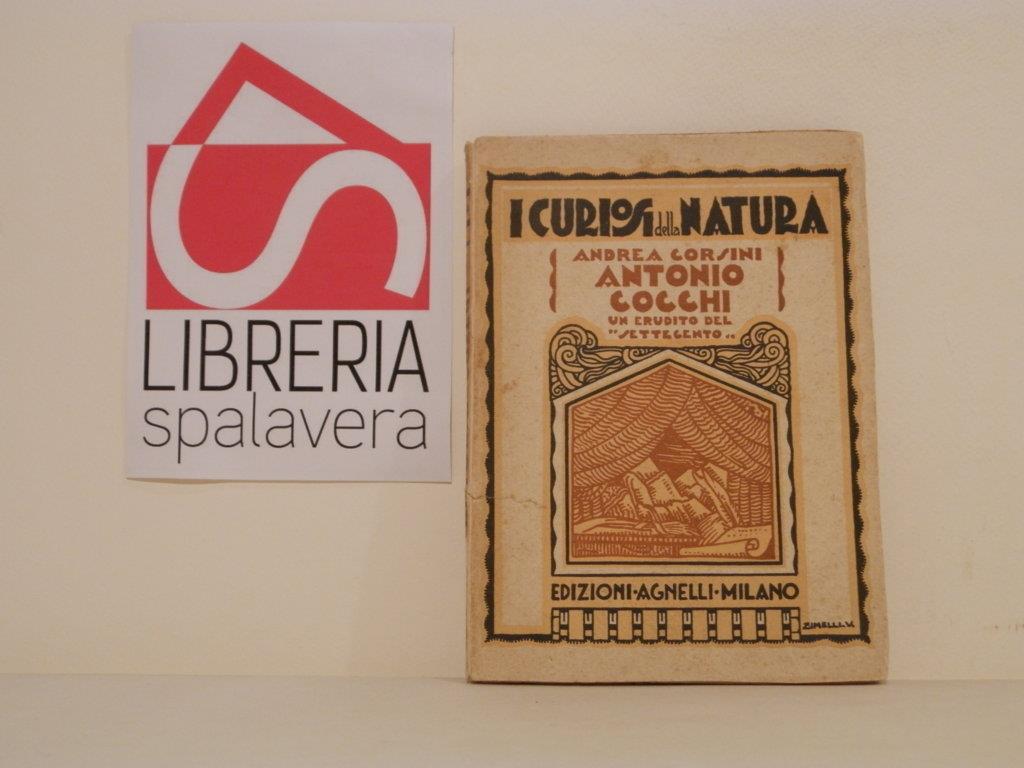 LIBRERIA
spalavera
I CURIOSI della NATURA
ANDREA CORSINI
ANTONIO
COCCHI
UN ERUDITO DEL
"SETTECENTO"
EDIZIONI·AGNELLI·MILANO
ZIMELLI.V.